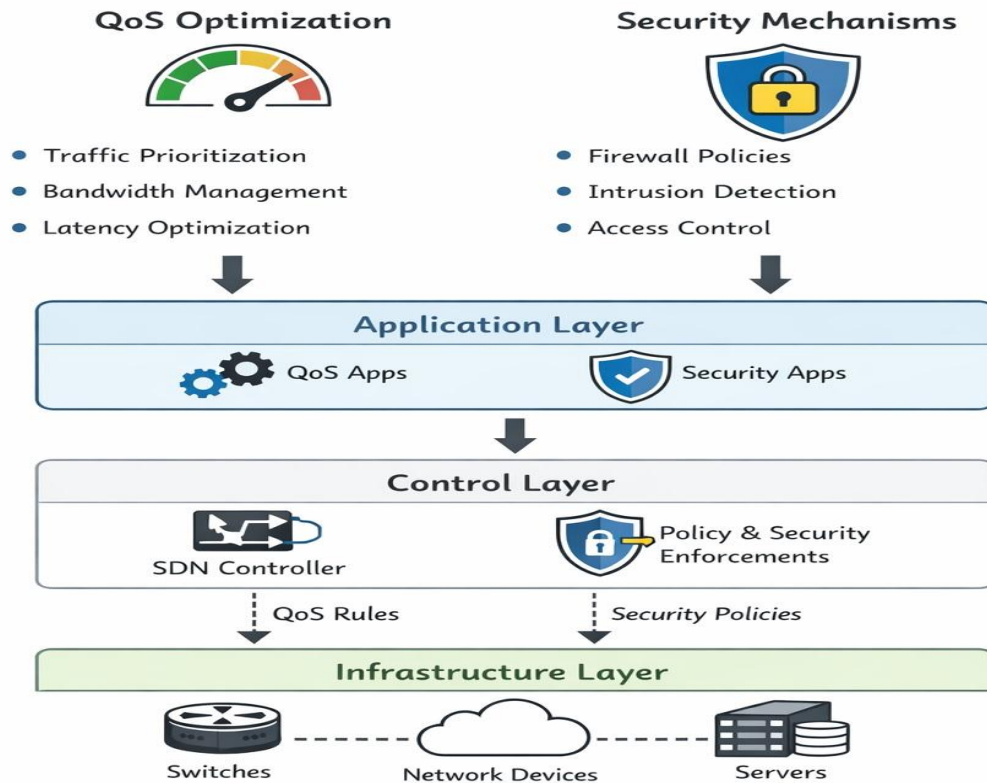 QoS Optimization
Security Mechanisms
Traffic Prioritization
Bandwidth Management
Latency Optimization
Firewall Policies
Intrusion Detection
Access Control
Application Layer
QoS Apps
Security Apps
Control Layer
SDN Controller
Policy & Security
Enforcements
QoS Rules
Security Policies
Infrastructure Layer
Switches
Network Devices
Servers